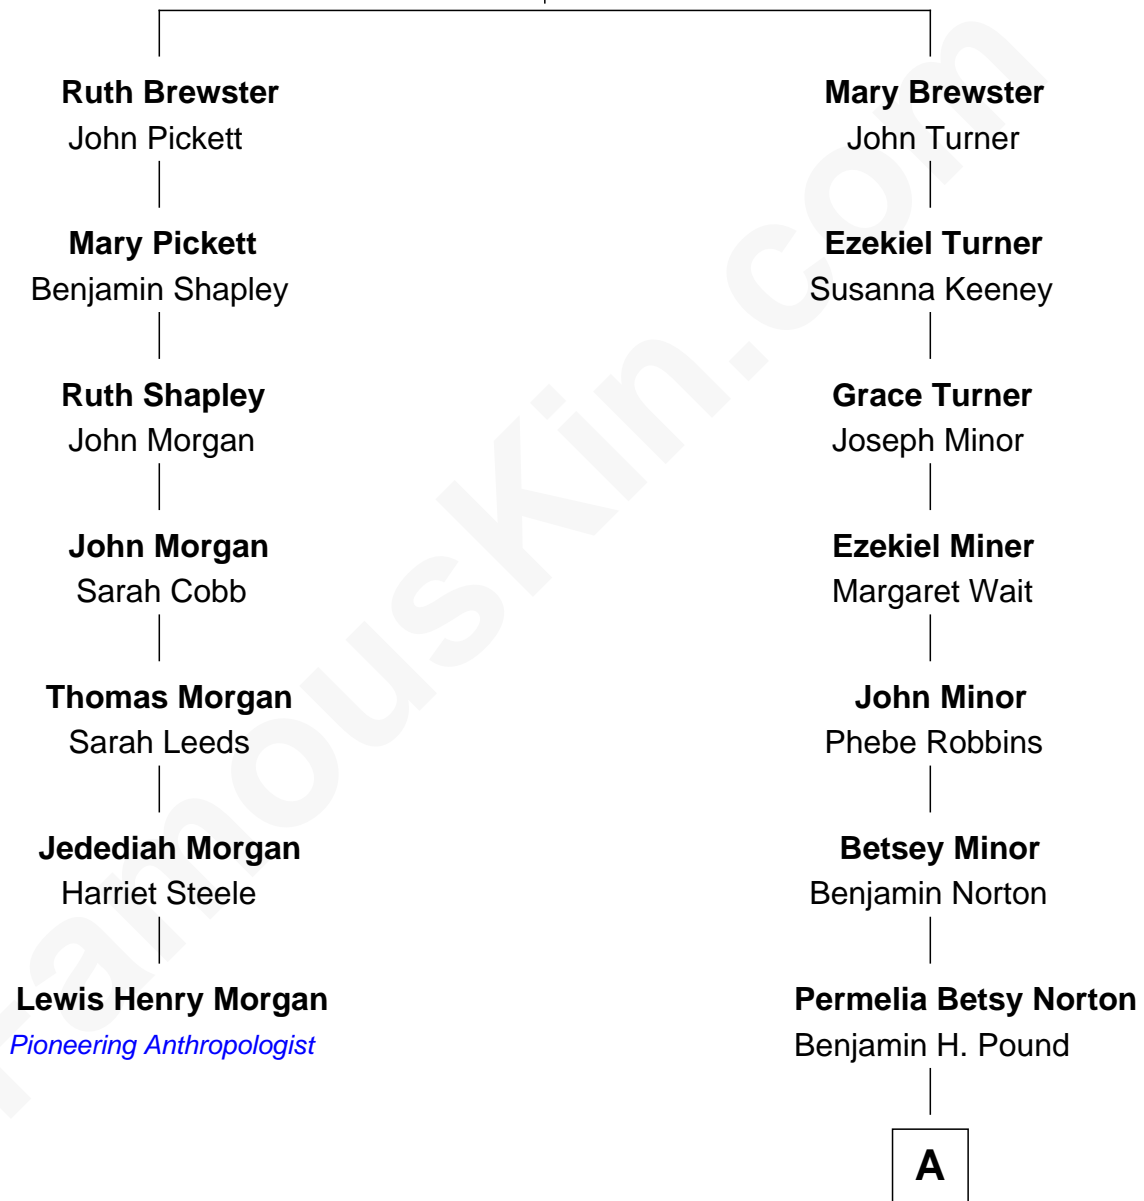 Ruth Brewster
John Pickett
Mary Pickett
Benjamin Shapley
Ruth Shapley
John Morgan
John Morgan
Sarah Cobb
Thomas Morgan
Sarah Leeds
Jedediah Morgan
Harriet Steele
Lewis Henry Morgan
Pioneering Anthropologist
Mary Brewster
John Turner
Ezekiel Turner
Susanna Keeney
Grace Turner
Joseph Minor
Ezekiel Miner
Margaret Wait
John Minor
Phebe Robbins
Betsey Minor
Benjamin Norton
Permelia Betsy Norton
Benjamin H. Pound
A
FamousKin.com